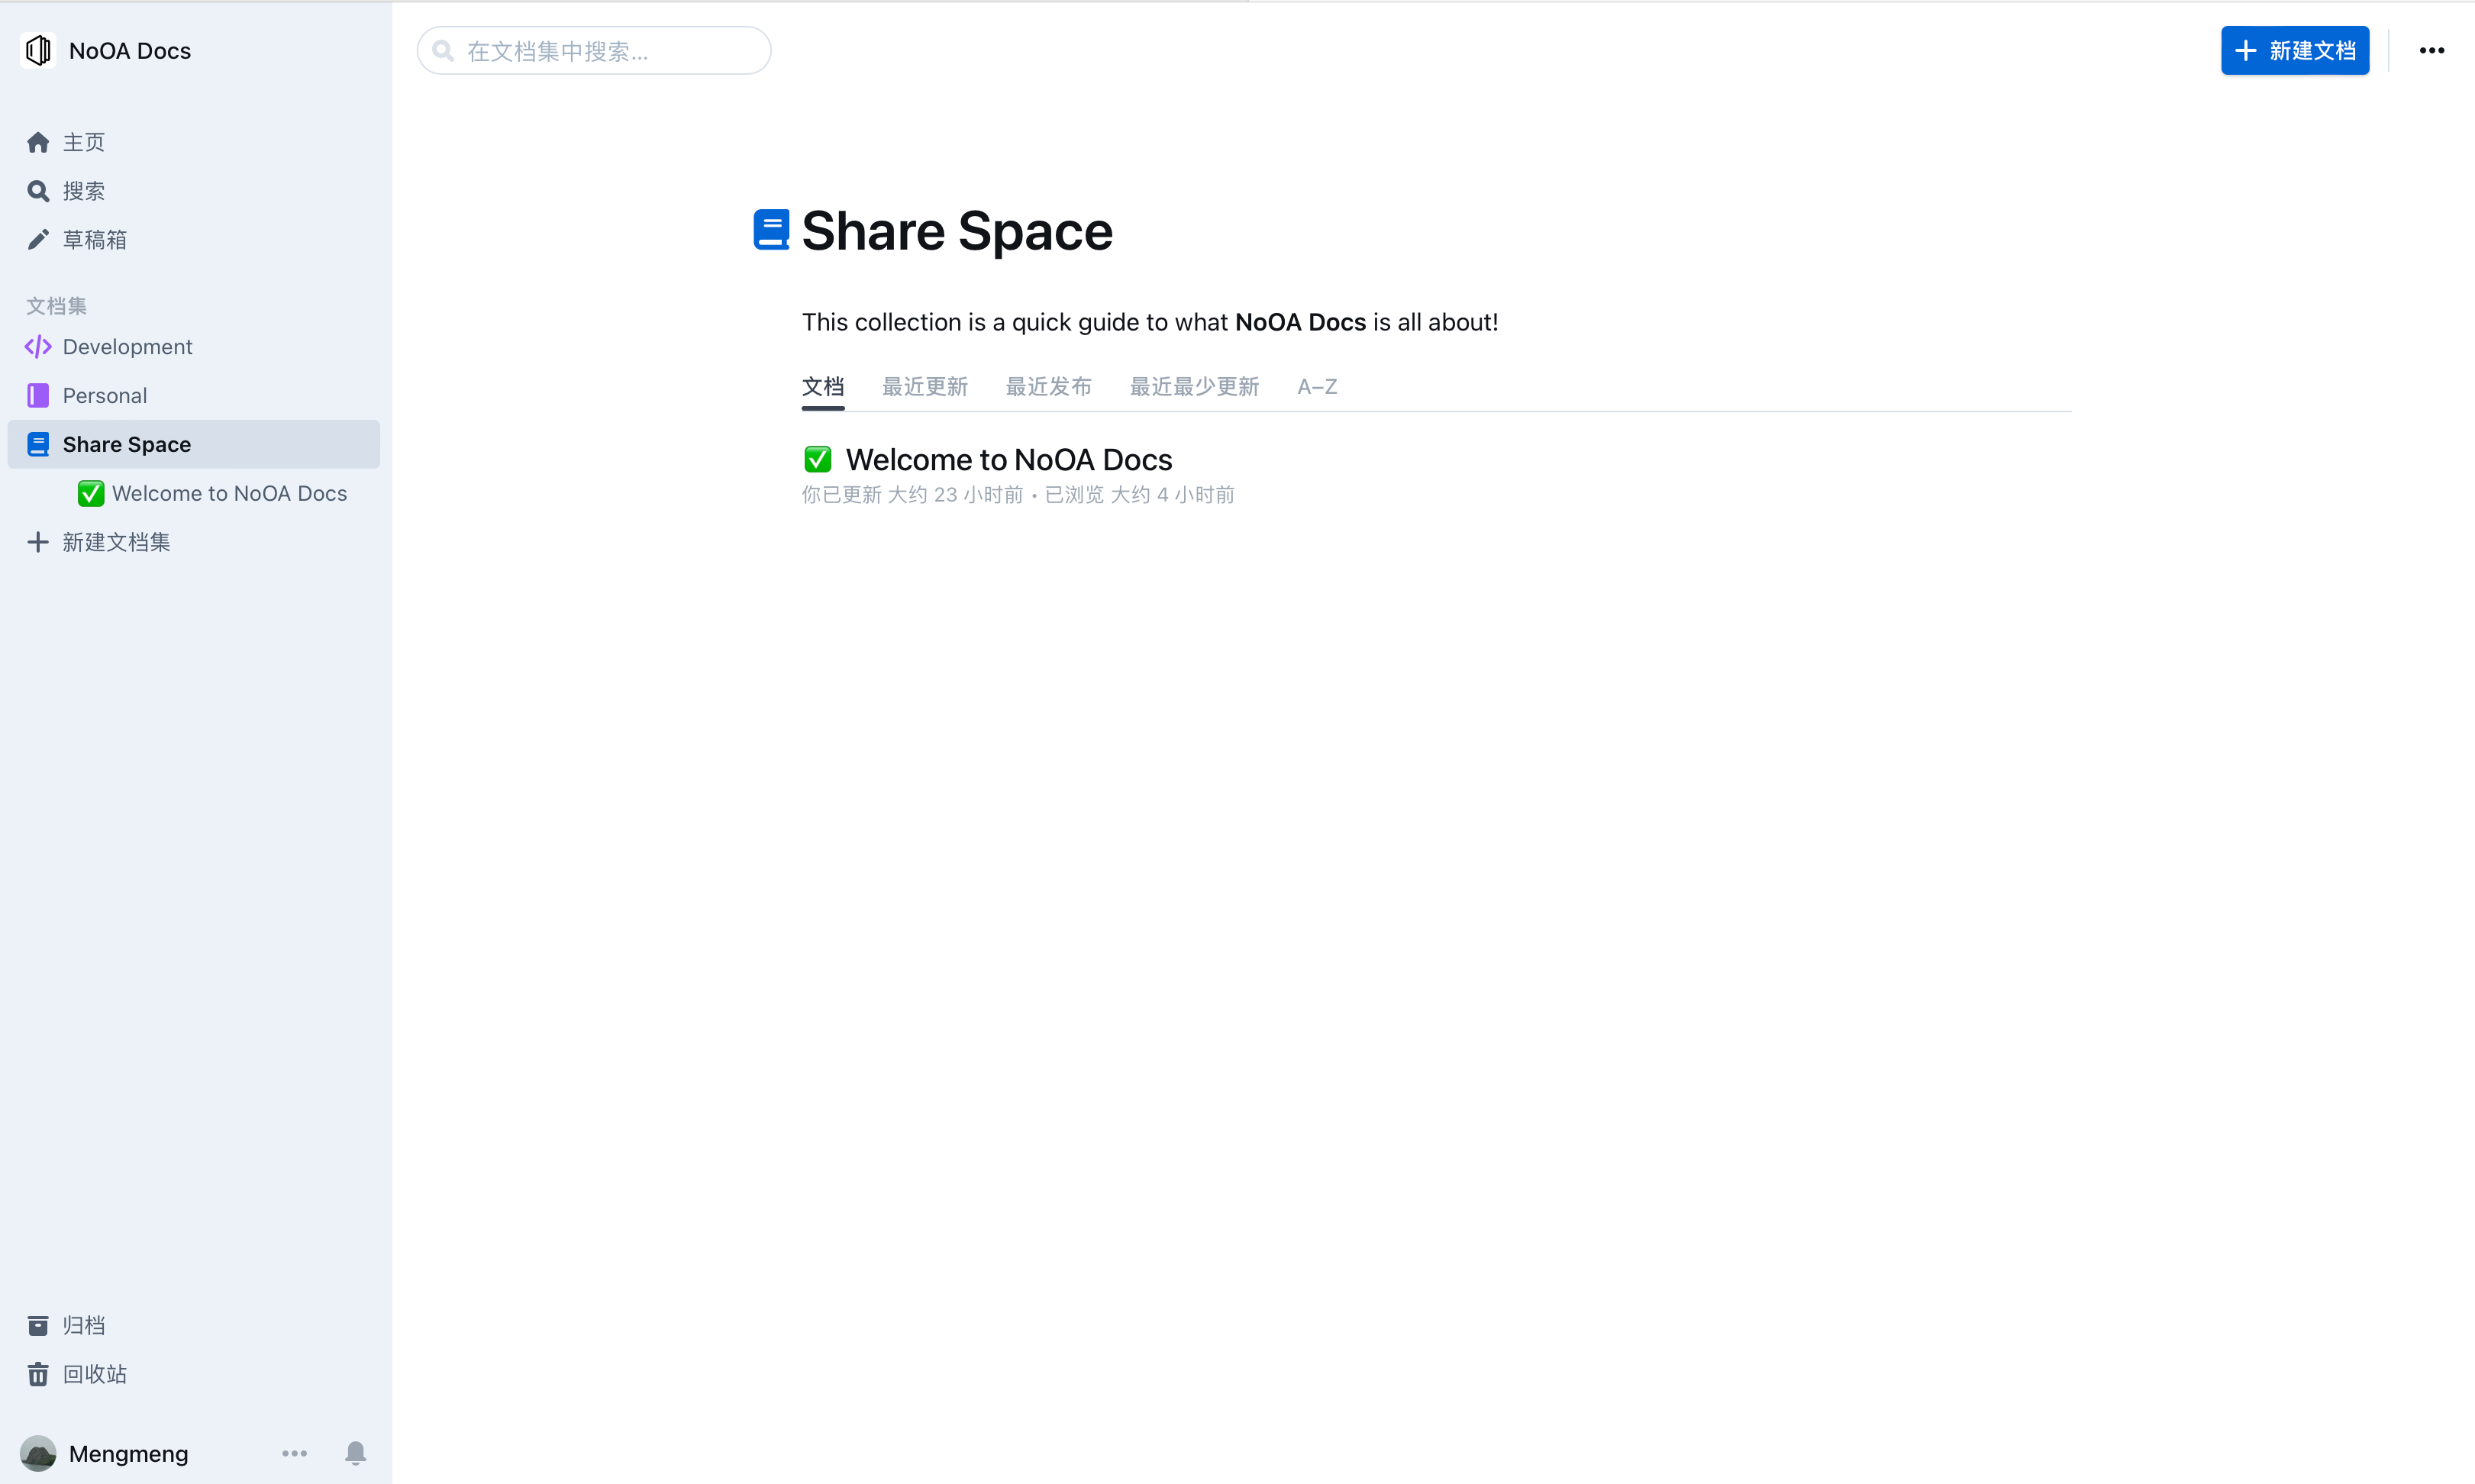 NoOA Docs
主页
搜索
草稿箱
文档集
Development
Personal
Share Space
Welcome to NoOA Docs
新建文档集
归档
回收站
Mengmeng
在文档集中搜索...
新建文档
Share Space
This collection is a quick guide to what NoOA Docs is all about!
文档 最近更新 最近发布 最近最少更新 A–Z
Welcome to NoOA Docs
你已更新 大约 23 小时前 • 已浏览 大约 4 小时前